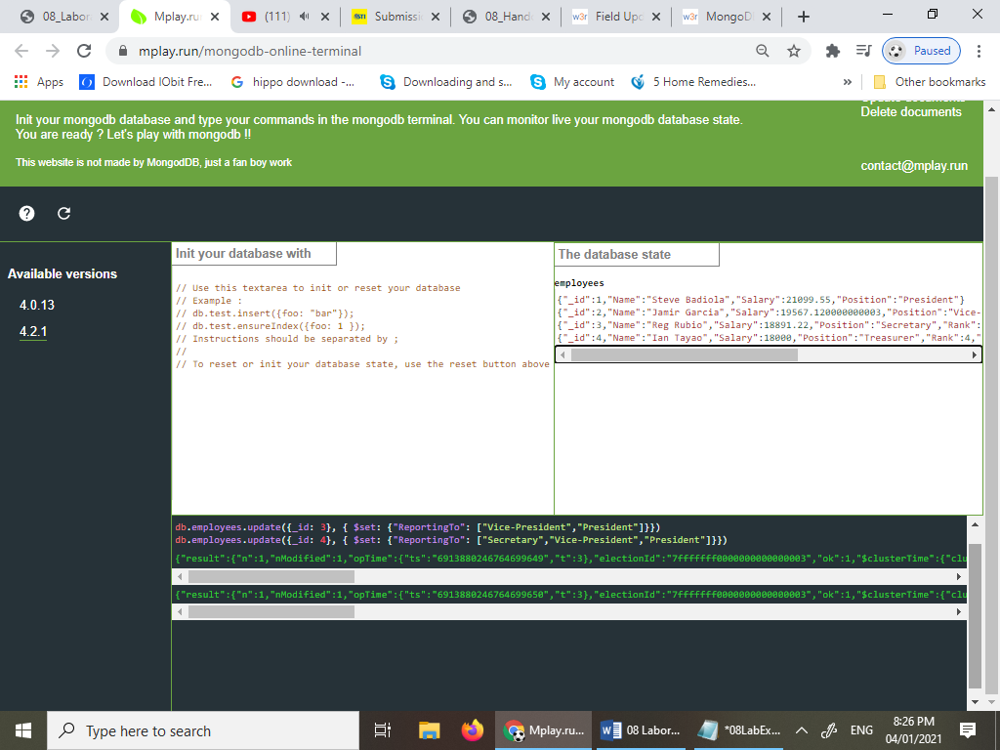 08_Labor
Mplay.ru
(111)
STI
Submissi
08_Hand
w3r
Field Upd
w3r
MongoD
mplay.run/mongodb-online-terminal
Paused
Apps
Download IObit Fre...
G
hippo download -...
Downloading and s...
My account
5 Home Remedies...
»
Other bookmarks
Init your mongodb database and type your commands in the mongodb terminal. You can monitor live your mongodb database state.
You are ready ? Let's play with mongodb !!
This website is not made by MongodDB, just a fan boy work
Update documents
Delete documents
contact@mplay.run
Available versions
4.0.13
4.2.1
Init your database with
// Use this textarea to init or reset your database
// Example :
// db.test.insert({foo: "bar"});
// db.test.ensureIndex({foo: 1 });
// Instructions should be separated by ;
//
// To reset or init your database state, use the reset button above
The database state
employees
{"_id":1,"Name":"Steve Badiola","Salary":21099.55,"Position":"President"}
{"_id":2,"Name":"Jamir Garcia","Salary":19567.120000000003,"Position":"Vice-
{"_id":3,"Name":"Reg Rubio","Salary":18891.22,"Position":"Secretary","Rank":
{"_id":4,"Name":"Ian Tayao","Salary":18000,"Position":"Treasurer","Rank":4,"
db.employees.update({_id: 3}, { $set: {"ReportingTo": ["Vice-President","President"]}})
db.employees.update({_id: 4}, { $set: {"ReportingTo": ["Secretary","Vice-President","President"]}})
{"result":{"n":1,"nModified":1,"opTime":{"ts":"6913880246764699649","t":3},"electionId":"7fffffff0000000000000003","ok":1,"$clusterTime":{"clu
{"result":{"n":1,"nModified":1,"opTime":{"ts":"6913880246764699650","t":3},"electionId":"7fffffff0000000000000003","ok":1,"$clusterTime":{"clu
Type here to search
Mplay.ru...
08 Labor...
*08LabEx...
ENG
8:26 PM
04/01/2021